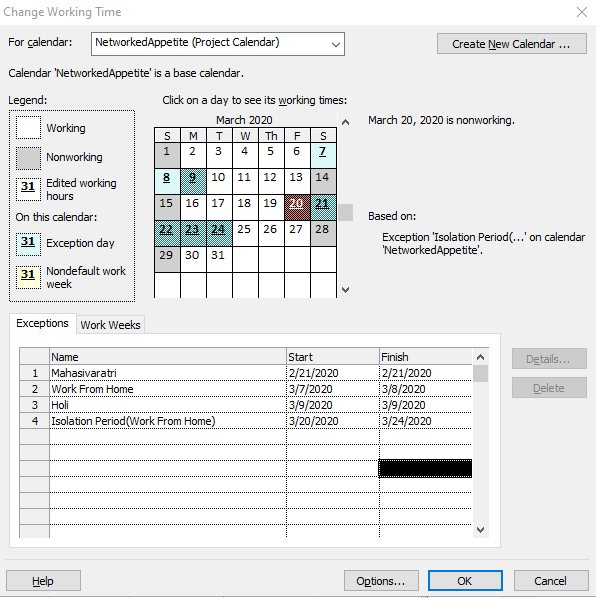 Change Working Time
For calendar: NetworkedAppetite (Project Calendar)
Create New Calendar ...
Calendar 'NetworkedAppetite' is a base calendar.
Legend:
Working
Nonworking
31 Edited working
hours
On this calendar:
31 Exception day
31 Nondefault work
week
Click on a day to see its working times:
March 2020
S M T W Th F S
1 2 3 4 5 6 7
8 9 10 11 12 13 14
15 16 17 18 19 20 21
22 23 24 25 26 27 28
29 30 31
March 20, 2020 is nonworking.
Based on:
Exception 'Isolation Period(...' on calendar
'NetworkedAppetite'.
Exceptions Work Weeks
Name Start Finish
1 Mahasivaratri 2/21/2020 2/21/2020
2 Work From Home 3/7/2020 3/8/2020
3 Holi 3/9/2020 3/9/2020
4 Isolation Period(Work From Home) 3/20/2020 3/24/2020
Details...
Delete
Help Options... OK Cancel